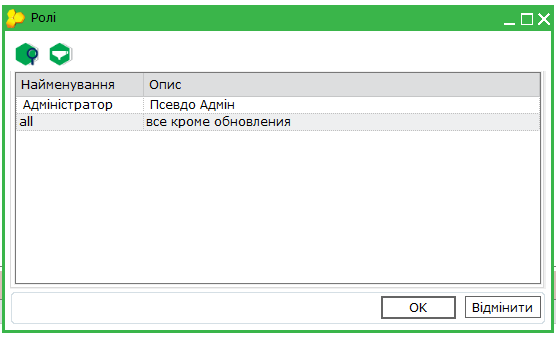 Ролі
Найменування Опис
Адміністратор Псевдо Адмін
all все кроме обновления
OK Відмінити